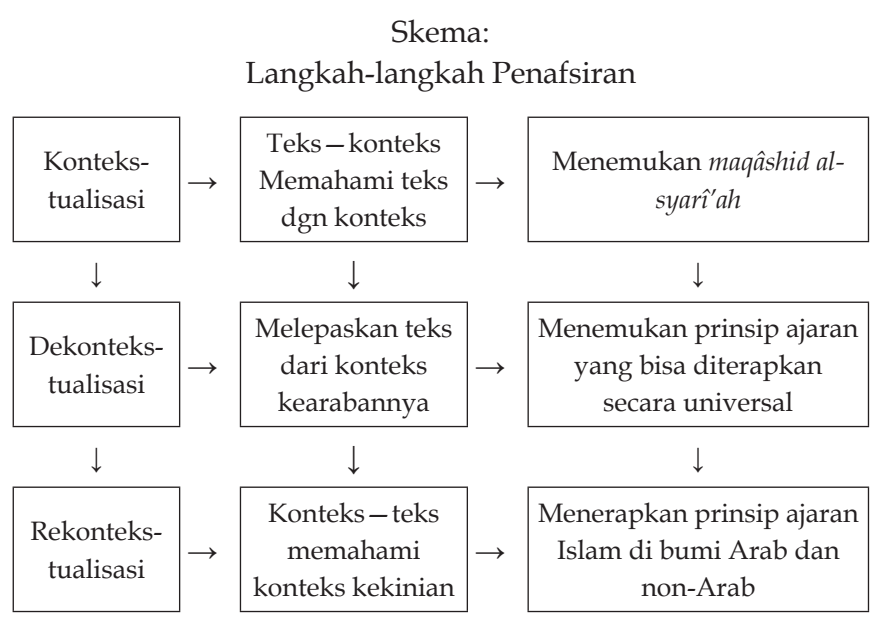 Skema:
Langkah-langkah Penafsiran
Konteks-
tualisasi
→
Teks—konteks
Memahami teks
dgn konteks
→
Menemukan maqâshid al-
syarî’ah
↓
↓
↓
Dekonteks-
tualisasi
→
Melepaskan teks
dari konteks
kearabannya
→
Menemukan prinsip ajaran
yang bisa diterapkan
secara universal
↓
↓
↓
Rekonteks-
tualisasi
→
Konteks—teks
memahami
konteks kekinian
→
Menerapkan prinsip ajaran
Islam di bumi Arab dan
non-Arab